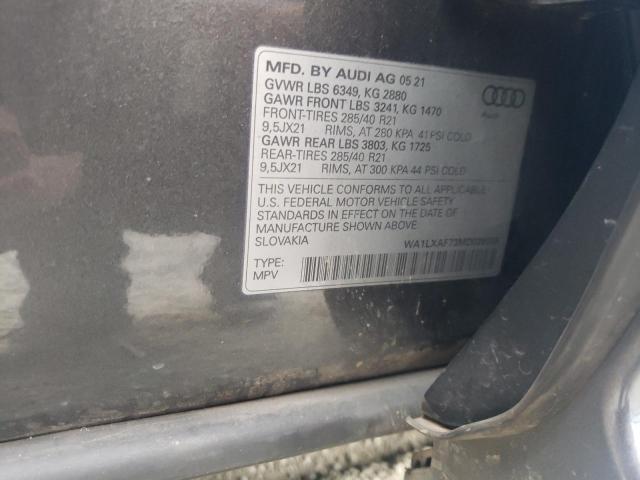 MFD. BY AUDI AG 05 21
GVWR LBS 6349, KG 2880
GAWR FRONT LBS 3241, KG 1470
FRONT-TIRES 285/40 R21
9,5JX21 RIMS, AT 280 KPA 41 PSI COLD
GAWR REAR LBS 3803, KG 1725
REAR-TIRES 285/40 R21
9,5JX21 RIMS, AT 300 KPA 44 PSI COLD
Audi
THIS VEHICLE CONFORMS TO ALL APPLICABLE
U.S. FEDERAL MOTOR VEHICLE SAFETY
STANDARDS IN EFFECT ON THE DATE OF
MANUFACTURE SHOWN ABOVE.
SLOVAKIA
TYPE:
MPV